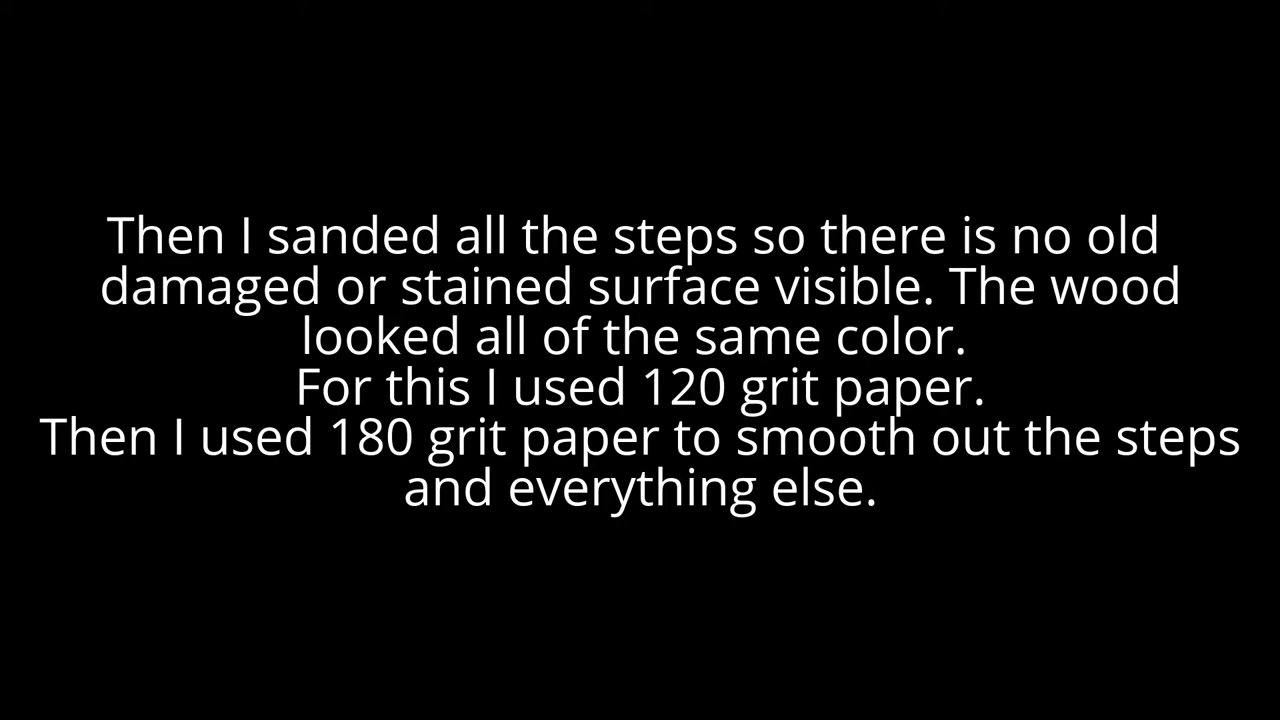 Then I sanded all the steps so there is no old
damaged or stained surface visible. The wood
looked all of the same color.
For this I used 120 grit paper.
Then I used 180 grit paper to smooth out the steps
and everything else.